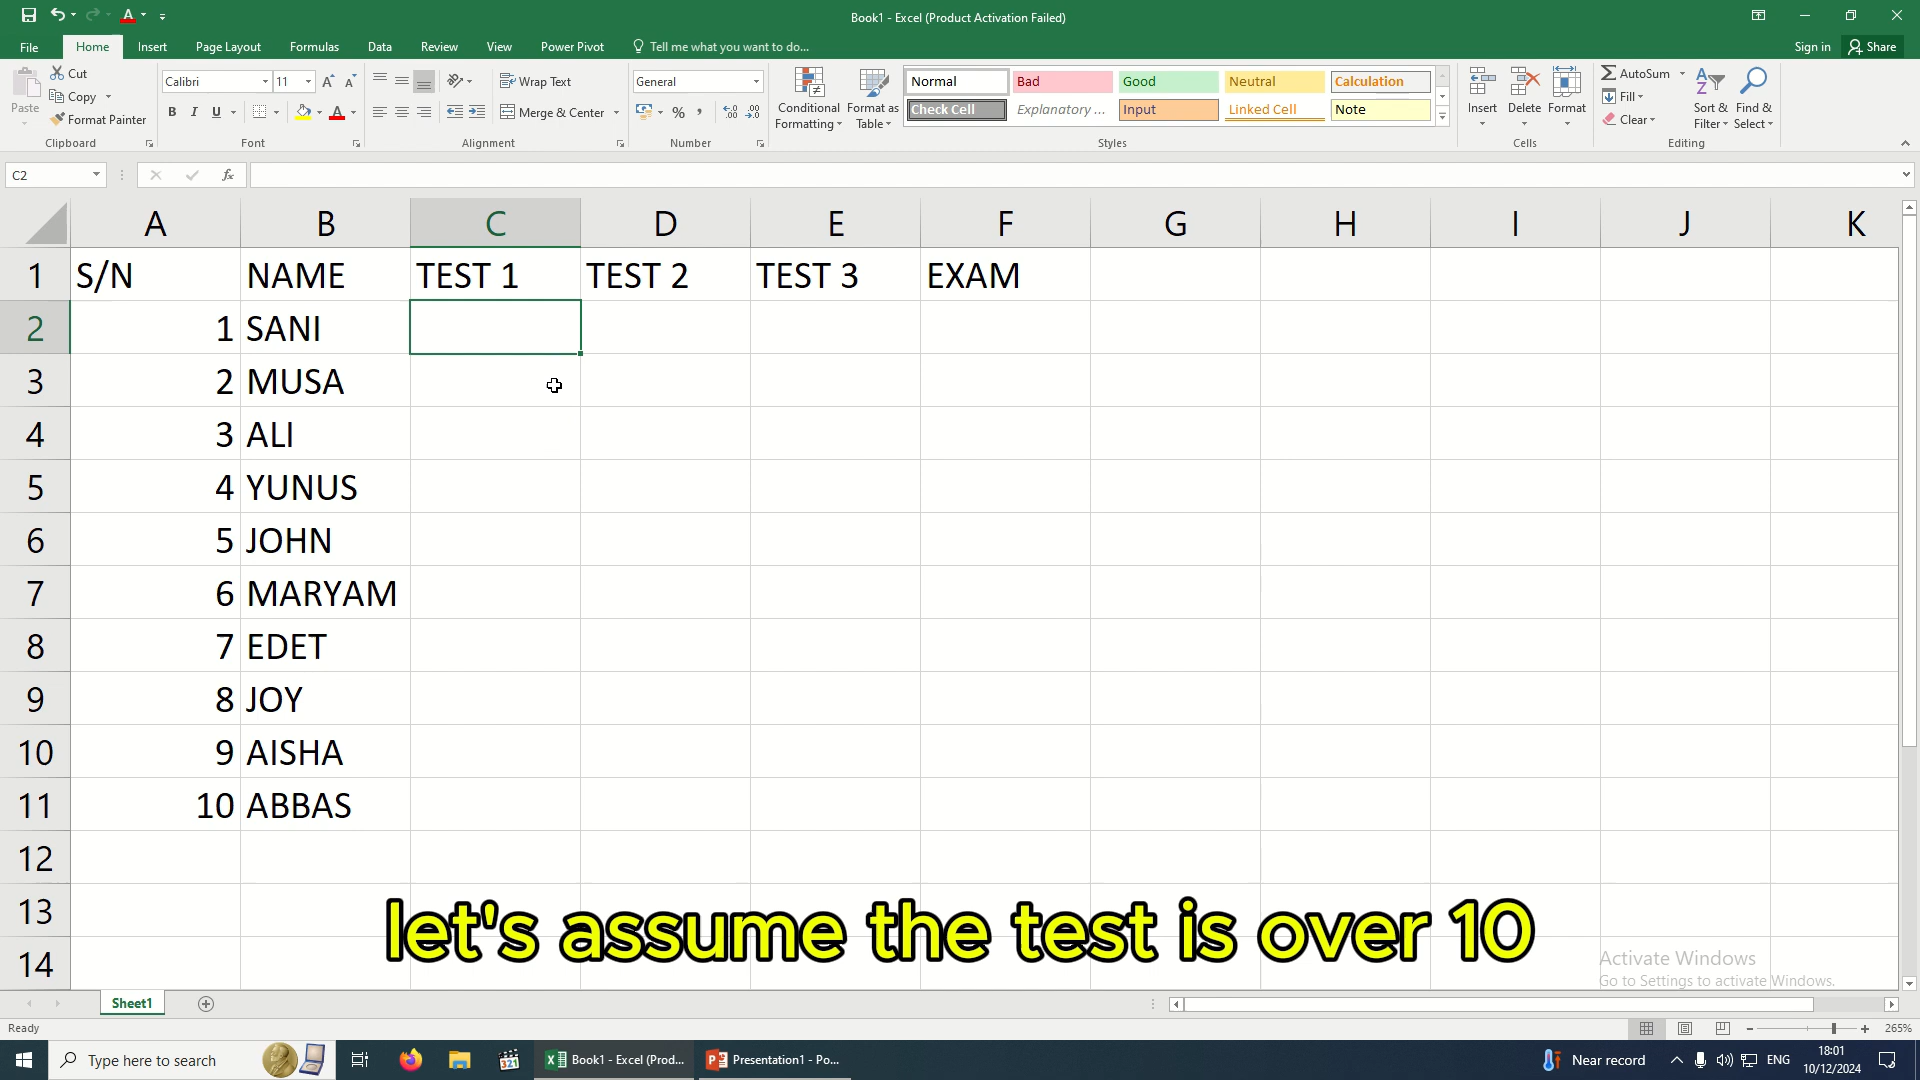 Book1 - Excel (Product Activation Failed)
File Home Insert Page Layout Formulas Data Review View Power Pivot Tell me what you want to do... Sign in Share
Paste Cut Copy Format Painter Clipboard
Calibri 11 B I U Font
Wrap Text Merge & Center Alignment
General % , Number
Conditional Formatting Format as Table
Normal Bad Good Neutral Calculation
Check Cell Explanatory ... Input Linked Cell Note
Styles
Insert Delete Format Cells
AutoSum Fill Clear Sort & Filter Find & Select Editing
C2 fx
A B C D E F G H I J K
1 S/N NAME TEST 1 TEST 2 TEST 3 EXAM
2 1 SANI
3 2 MUSA
4 3 ALI
5 4 YUNUS
6 5 JOHN
7 6 MARYAM
8 7 EDET
9 8 JOY
10 9 AISHA
11 10 ABBAS
12
13
14
let's assume the test is over 10
Activate Windows
Go to Settings to activate Windows.
Sheet1
Ready 265%
Type here to search 321 Book1 - Excel (Prod... Presentation1 - Po... Near record ENG 18:01
10/12/2024